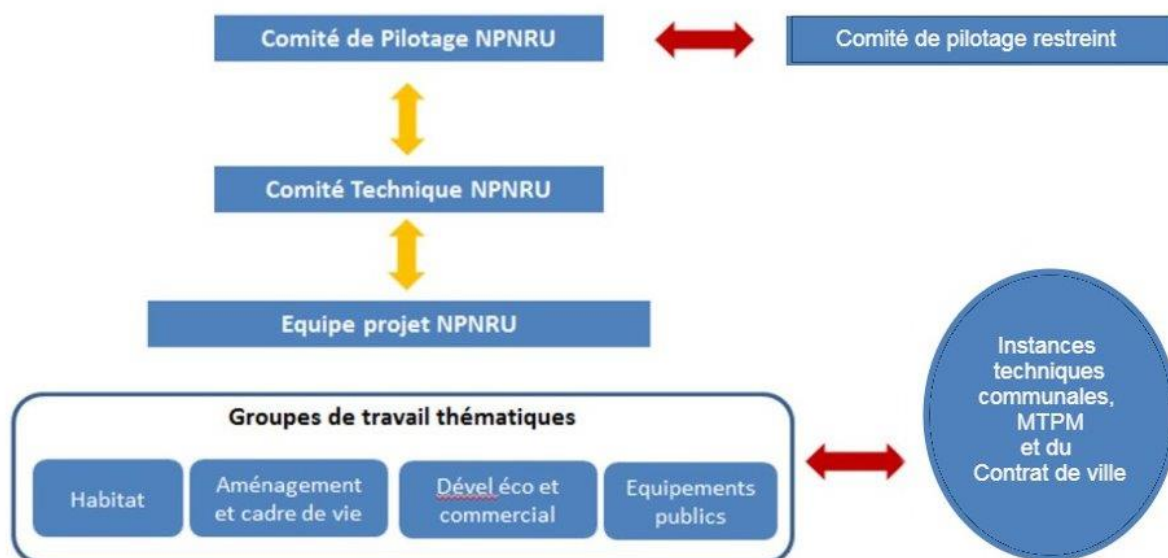 Comité de Pilotage NPNRU
Comité de pilotage restreint
Comité Technique NPNRU
Equipe projet NPNRU
Instances
techniques
communales,
MTPM
et du
Contrat de ville
Groupes de travail thématiques
Habitat
Aménagement
et cadre de vie
Dével éco et
commercial
Equipements
publics